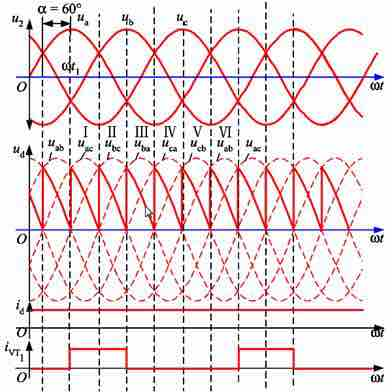 α = 60°
u2 ua ub uc
ωt1
O ωt
I II III IV V VI
ud uab uac ubc uba uca ucb uab uac
O ωt
id
O ωt
iVT1
O ωt